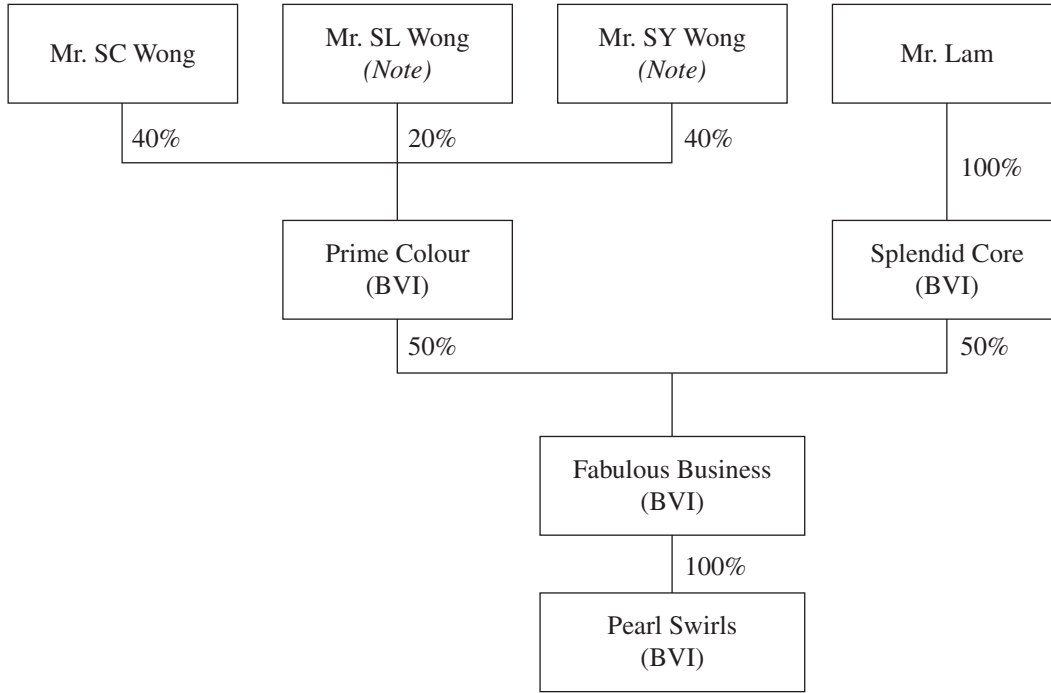 Mr. SC Wong
Mr. SL Wong
(Note)
Mr. SY Wong
(Note)
Mr. Lam
40%
20%
40%
100%
Prime Colour
(BVI)
Splendid Core
(BVI)
50%
50%
Fabulous Business
(BVI)
100%
Pearl Swirls
(BVI)